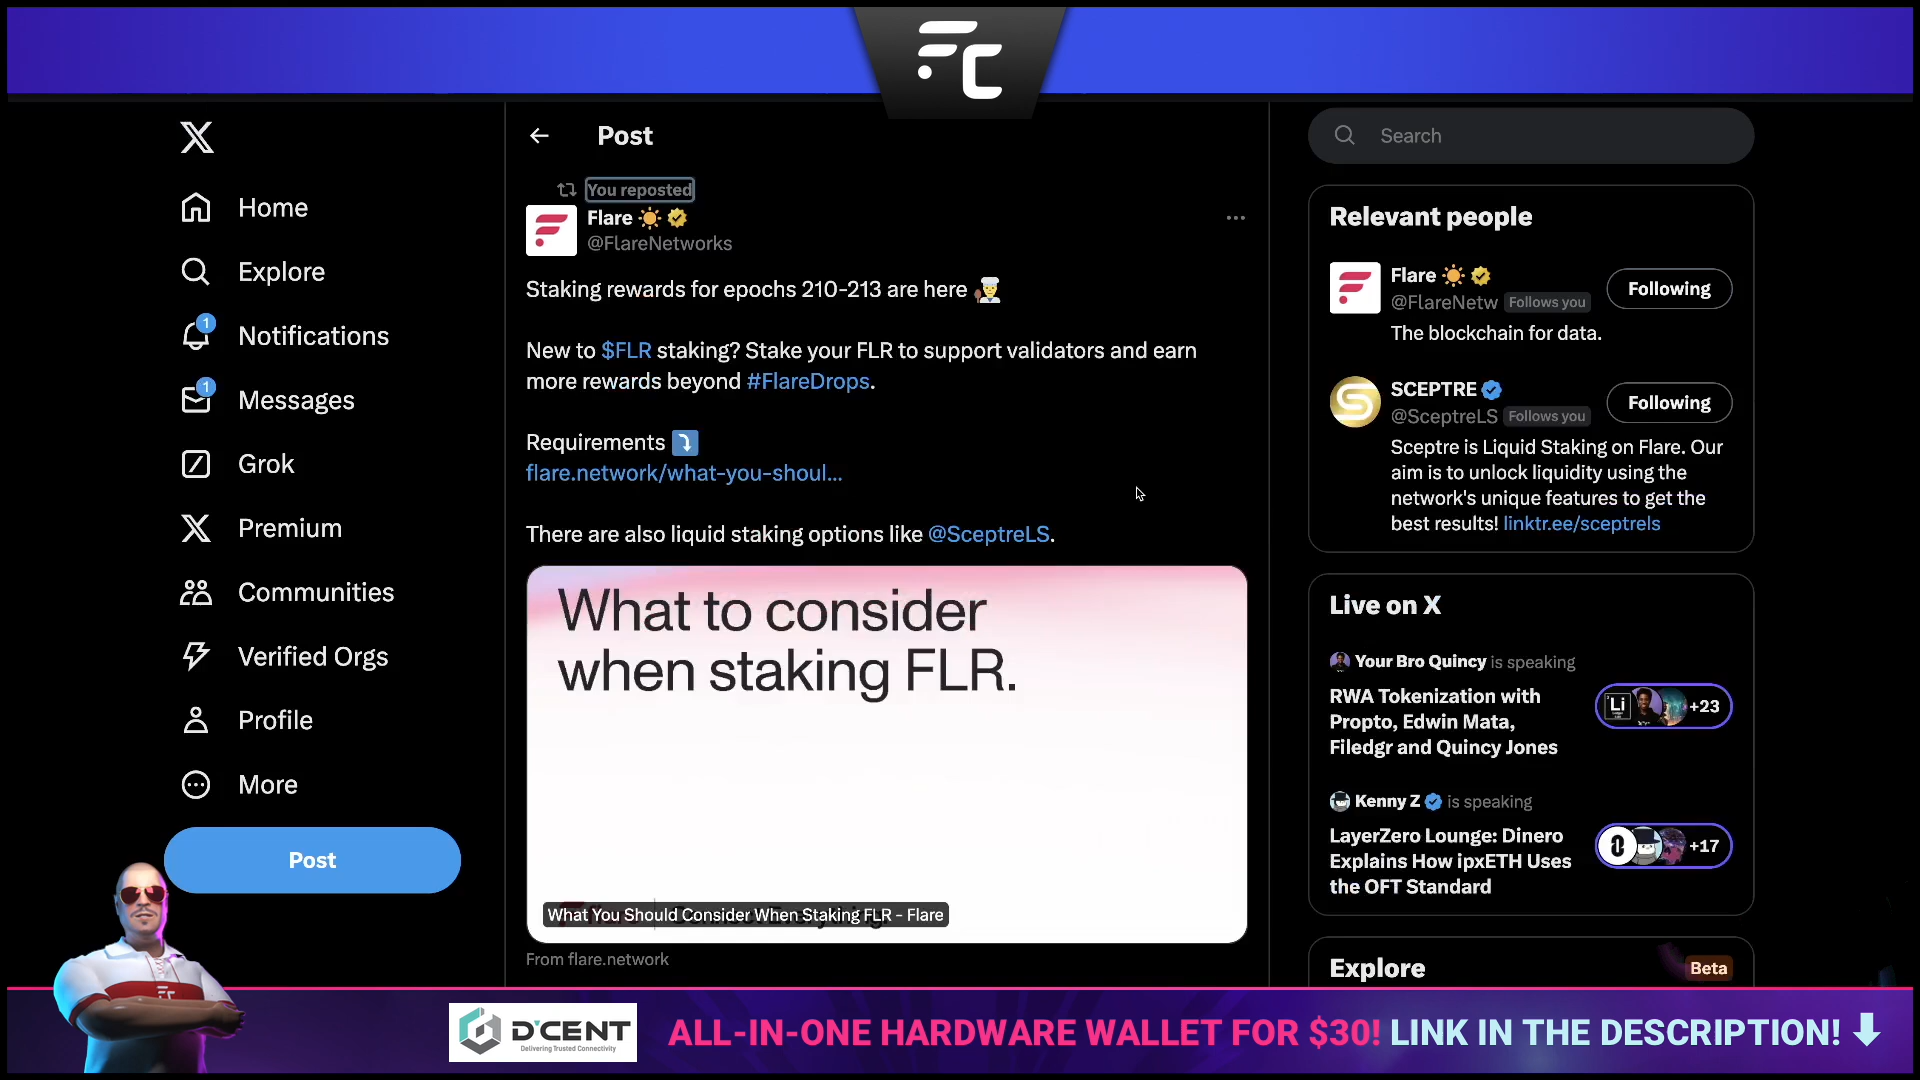 FC
Home
Explore
1
Notifications
1
Messages
Grok
Premium
Communities
Verified Orgs
Profile
More
Post
Post
You reposted
Flare
@FlareNetworks
Staking rewards for epochs 210-213 are here
New to $FLR staking? Stake your FLR to support validators and earn
more rewards beyond #FlareDrops.
Requirements
flare.network/what-you-shoul...
There are also liquid staking options like @SceptreLS.
What to consider
when staking FLR.
What You Should Consider When Staking FLR - Flare
From flare.network
Search
Relevant people
Flare
@FlareNetw Follows you
Following
The blockchain for data.
SCEPTRE
@SceptreLS Follows you
Following
Sceptre is Liquid Staking on Flare. Our
aim is to unlock liquidity using the
network's unique features to get the
best results! linktr.ee/sceptrels
Live on X
Your Bro Quincy is speaking
RWA Tokenization with
Propto, Edwin Mata,
Filedgr and Quincy Jones
Li
+23
Kenny Z is speaking
LayerZero Lounge: Dinero
Explains How ipxETH Uses
the OFT Standard
+17
Explore
Beta
D'CENT
Delivering Trusted Connectivity
ALL-IN-ONE HARDWARE WALLET FOR $30! LINK IN THE DESCRIPTION!